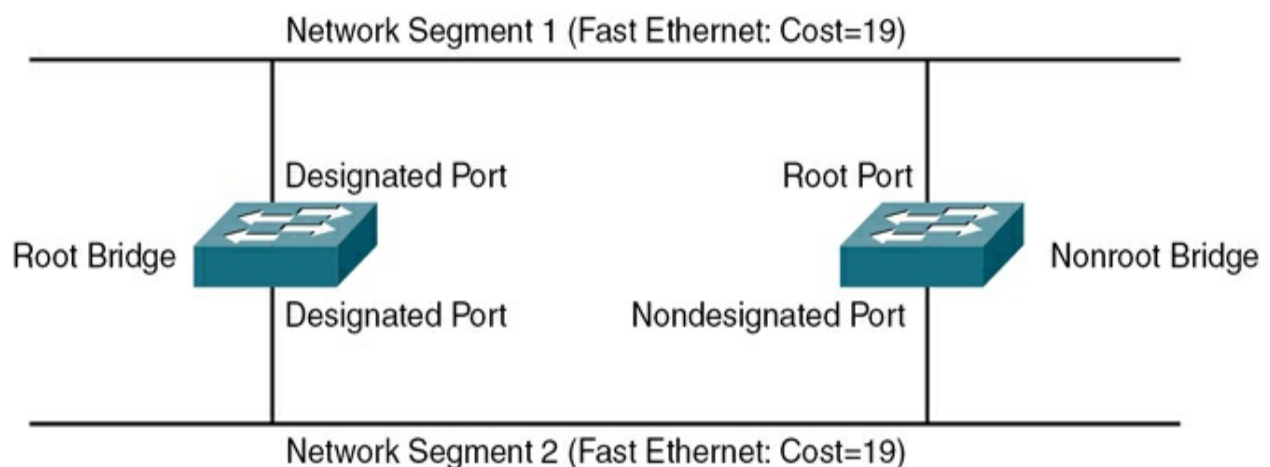 Network Segment 1 (Fast Ethernet: Cost=19)
Designated Port
Root Port
Root Bridge
Nonroot Bridge
Designated Port
Nondesignated Port
Network Segment 2 (Fast Ethernet: Cost=19)